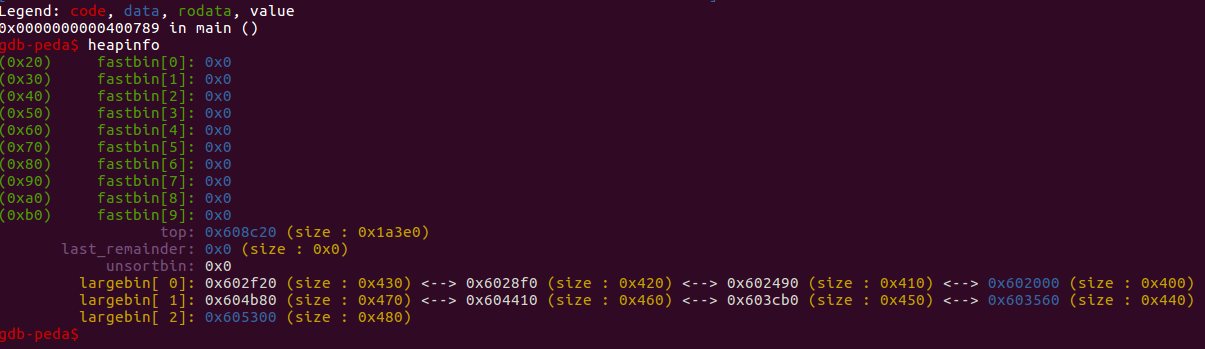 Legend: code, data, rodata, value
0x0000000000400789 in main ()
gdb-peda$ heapinfo
(0x20)     fastbin[0]: 0x0
(0x30)     fastbin[1]: 0x0
(0x40)     fastbin[2]: 0x0
(0x50)     fastbin[3]: 0x0
(0x60)     fastbin[4]: 0x0
(0x70)     fastbin[5]: 0x0
(0x80)     fastbin[6]: 0x0
(0x90)     fastbin[7]: 0x0
(0xa0)     fastbin[8]: 0x0
(0xb0)     fastbin[9]: 0x0
top: 0x608c20 (size : 0x1a3e0)
last_remainder: 0x0 (size : 0x0)
unsortbin: 0x0
largebin[ 0]: 0x602f20 (size : 0x430) <--> 0x6028f0 (size : 0x420) <--> 0x602490 (size : 0x410) <--> 0x602000 (size : 0x400)
largebin[ 1]: 0x604b80 (size : 0x470) <--> 0x604410 (size : 0x460) <--> 0x603cb0 (size : 0x450) <--> 0x603560 (size : 0x440)
largebin[ 2]: 0x605300 (size : 0x480)
gdb-peda$